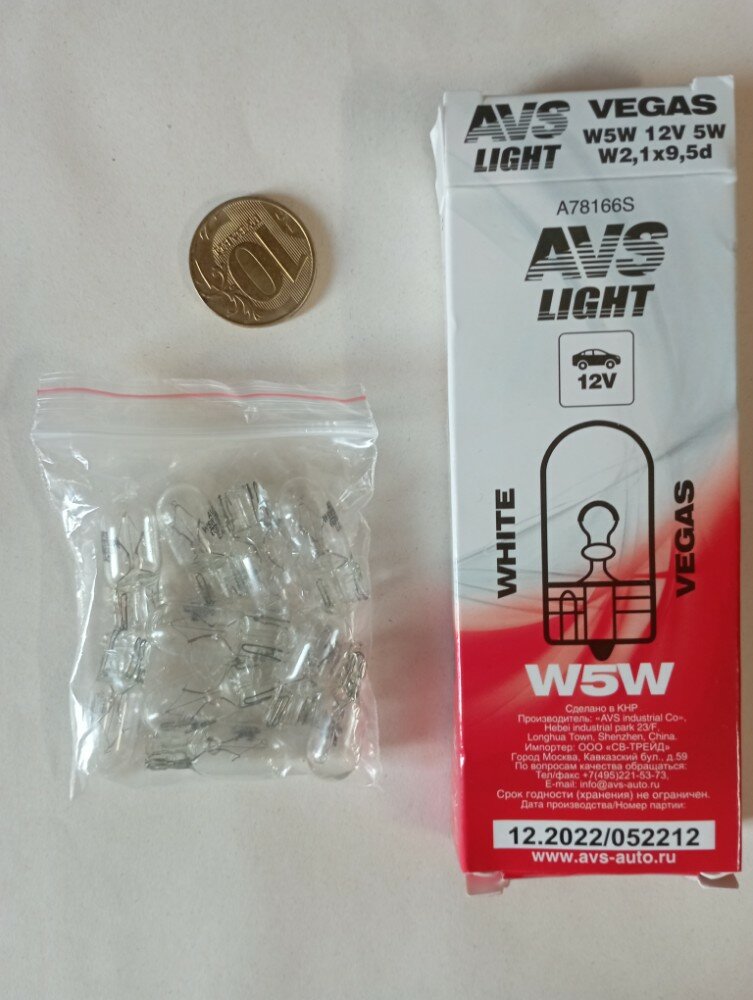 AVS VEGAS
LIGHT W5W 12V 5W
W2,1x9,5d
A78166S
AVS
LIGHT
12V
WHITE
VEGAS
W5W
Сделано в КНР
Производитель: «AVS industrial Co»,
Hebei industrial park 23/F,
Longhua Town, Shenzhen, China.
Импортер: ООО «СВ-ТРЕЙД»
Город Москва, Кавказский бул., д.59
По вопросам качества обращаться:
Тел/факс +7(495)221-53-73,
E-mail: info@avs-auto.ru
Срок годности (хранения) не ограничен.
Дата производства/Номер партии:
12.2022/052212
www.avs-auto.ru
10